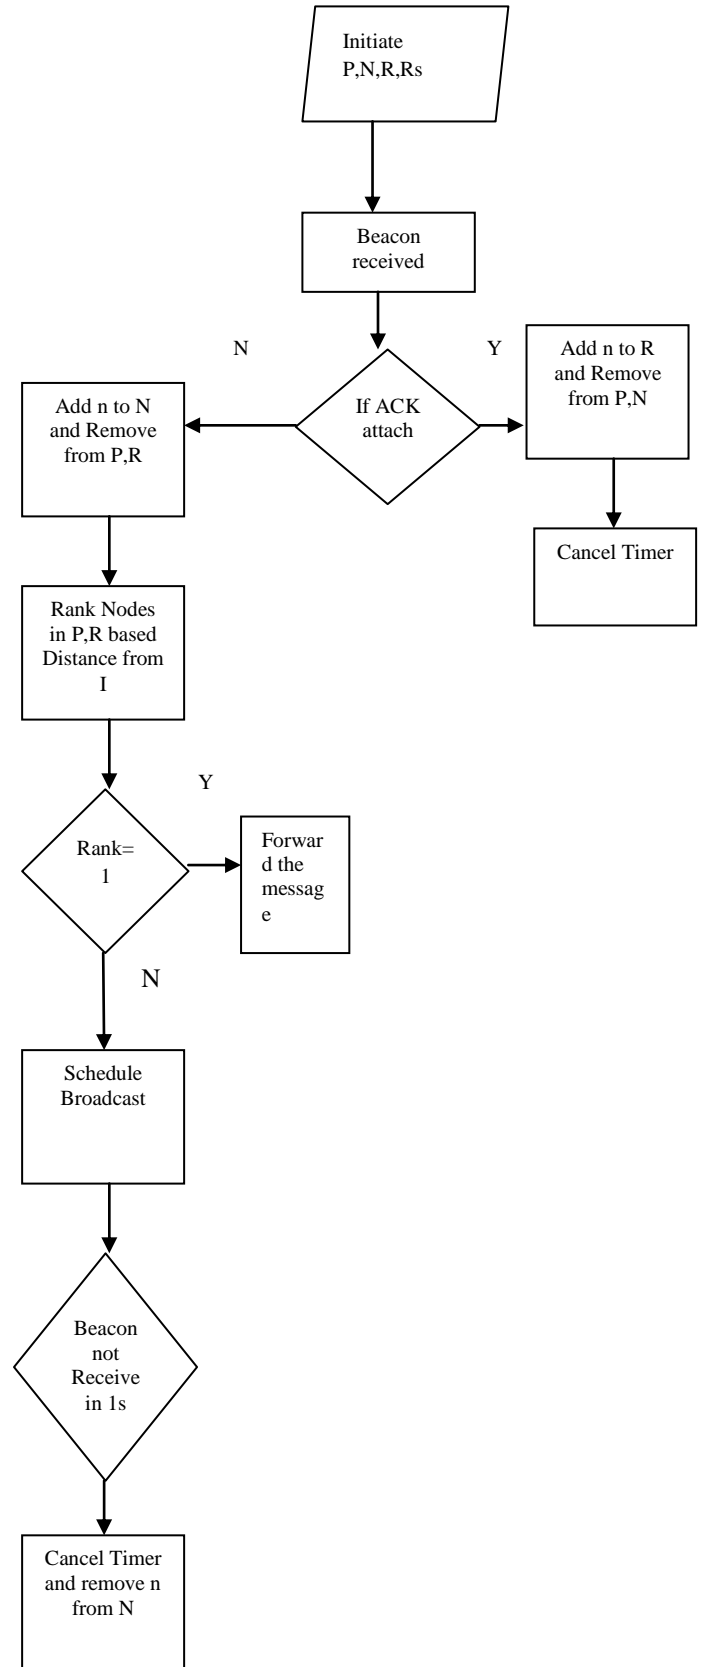 Initiate
P,N,R,Rs
Beacon
received
N
Y
Add n to N
and Remove
from P,R
If ACK
attach
Add n to R
and Remove
from P,N
Cancel Timer
Rank Nodes
in P,R based
Distance from
I
Y
Rank=
1
Forwar
d the
messag
e
N
Schedule
Broadcast
Beacon
not
Receive
in 1s
Cancel Timer
and remove n
from N